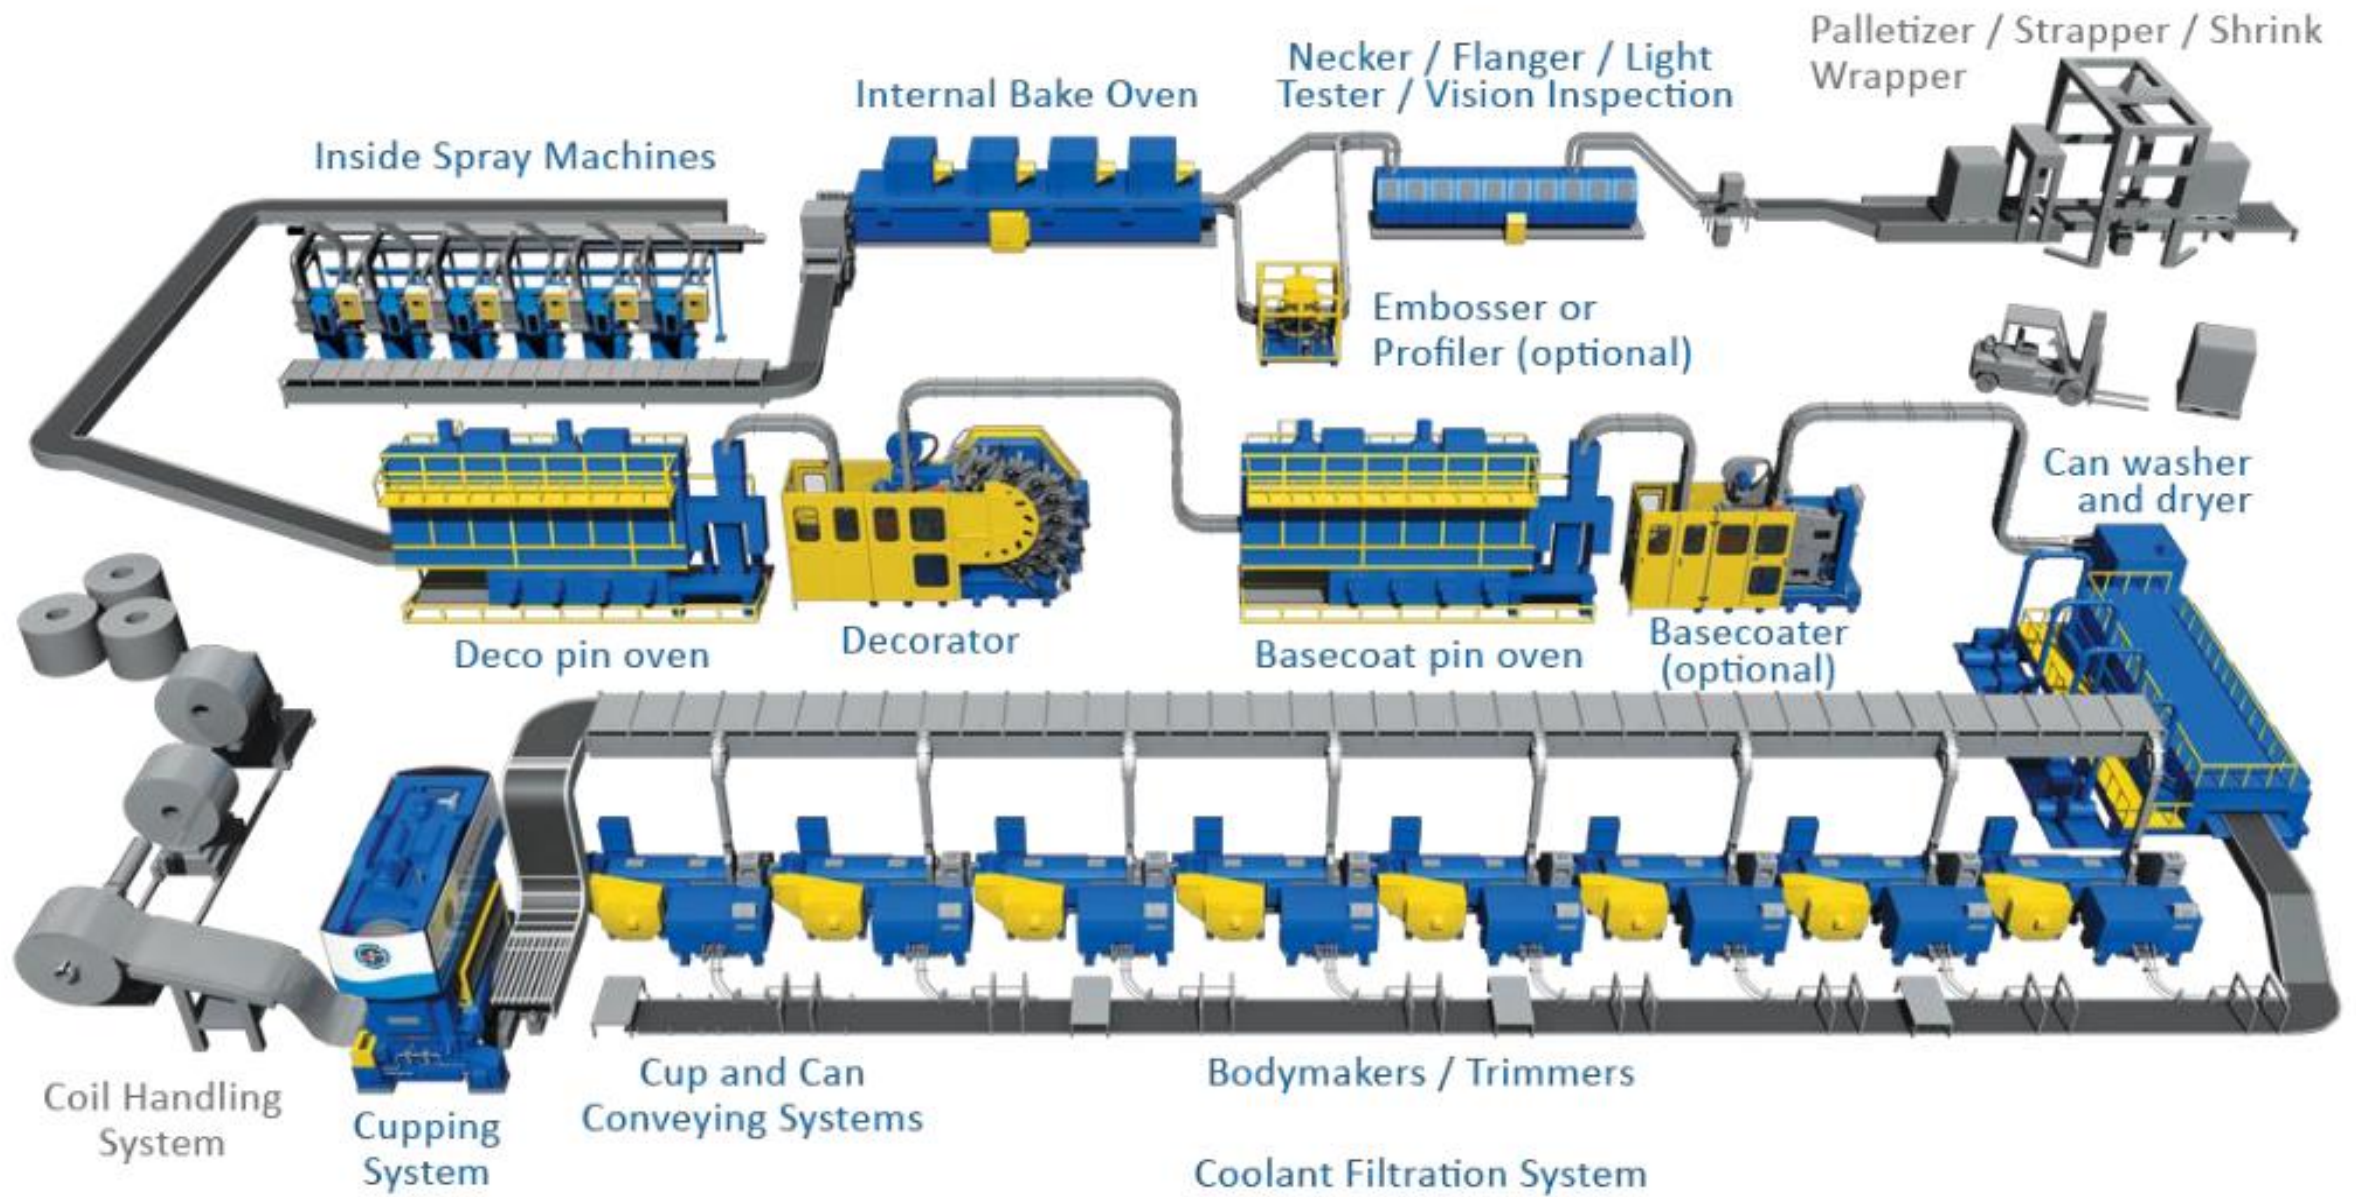 Palletizer / Strapper / Shrink
Wrapper
Necker / Flanger / Light
Tester / Vision Inspection
Internal Bake Oven
Inside Spray Machines
Embosser or
Profiler (optional)
Can washer
and dryer
Deco pin oven
Decorator
Basecoat pin oven
Basecoater
(optional)
Coil Handling
System
Cupping
System
Cup and Can
Conveying Systems
Bodymakers / Trimmers
Coolant Filtration System